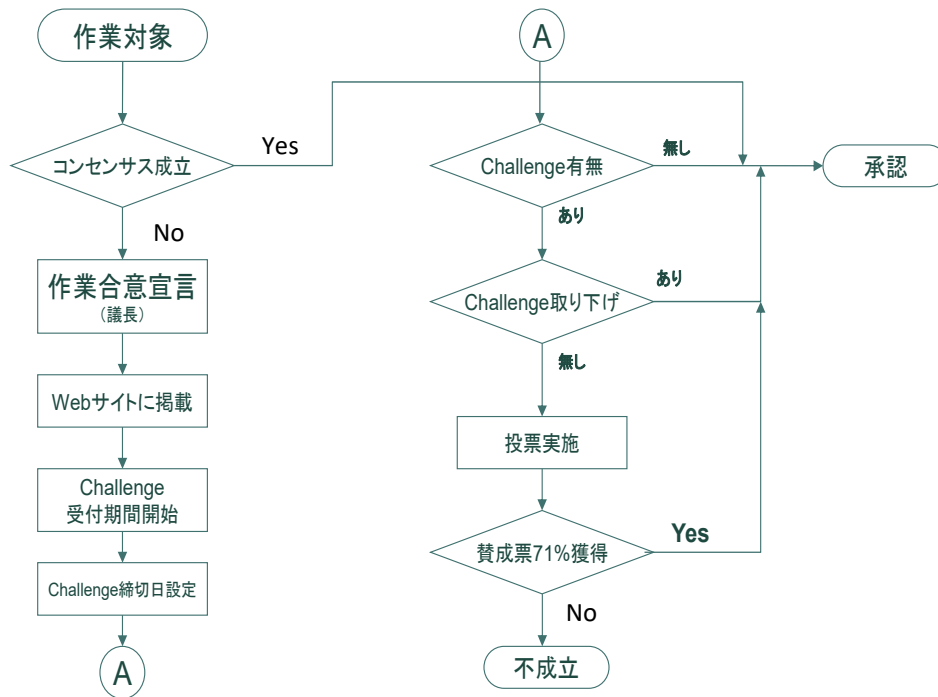 作業対象
コンセンサス成立
Yes
No
作業合意宣言
(議長)
Webサイトに掲載
Challenge
受付期間開始
Challenge締切日設定
A
A
Challenge有無
無し
承認
あり
Challenge取り下げ
あり
無し
投票実施
賛成票71%獲得
Yes
No
不成立